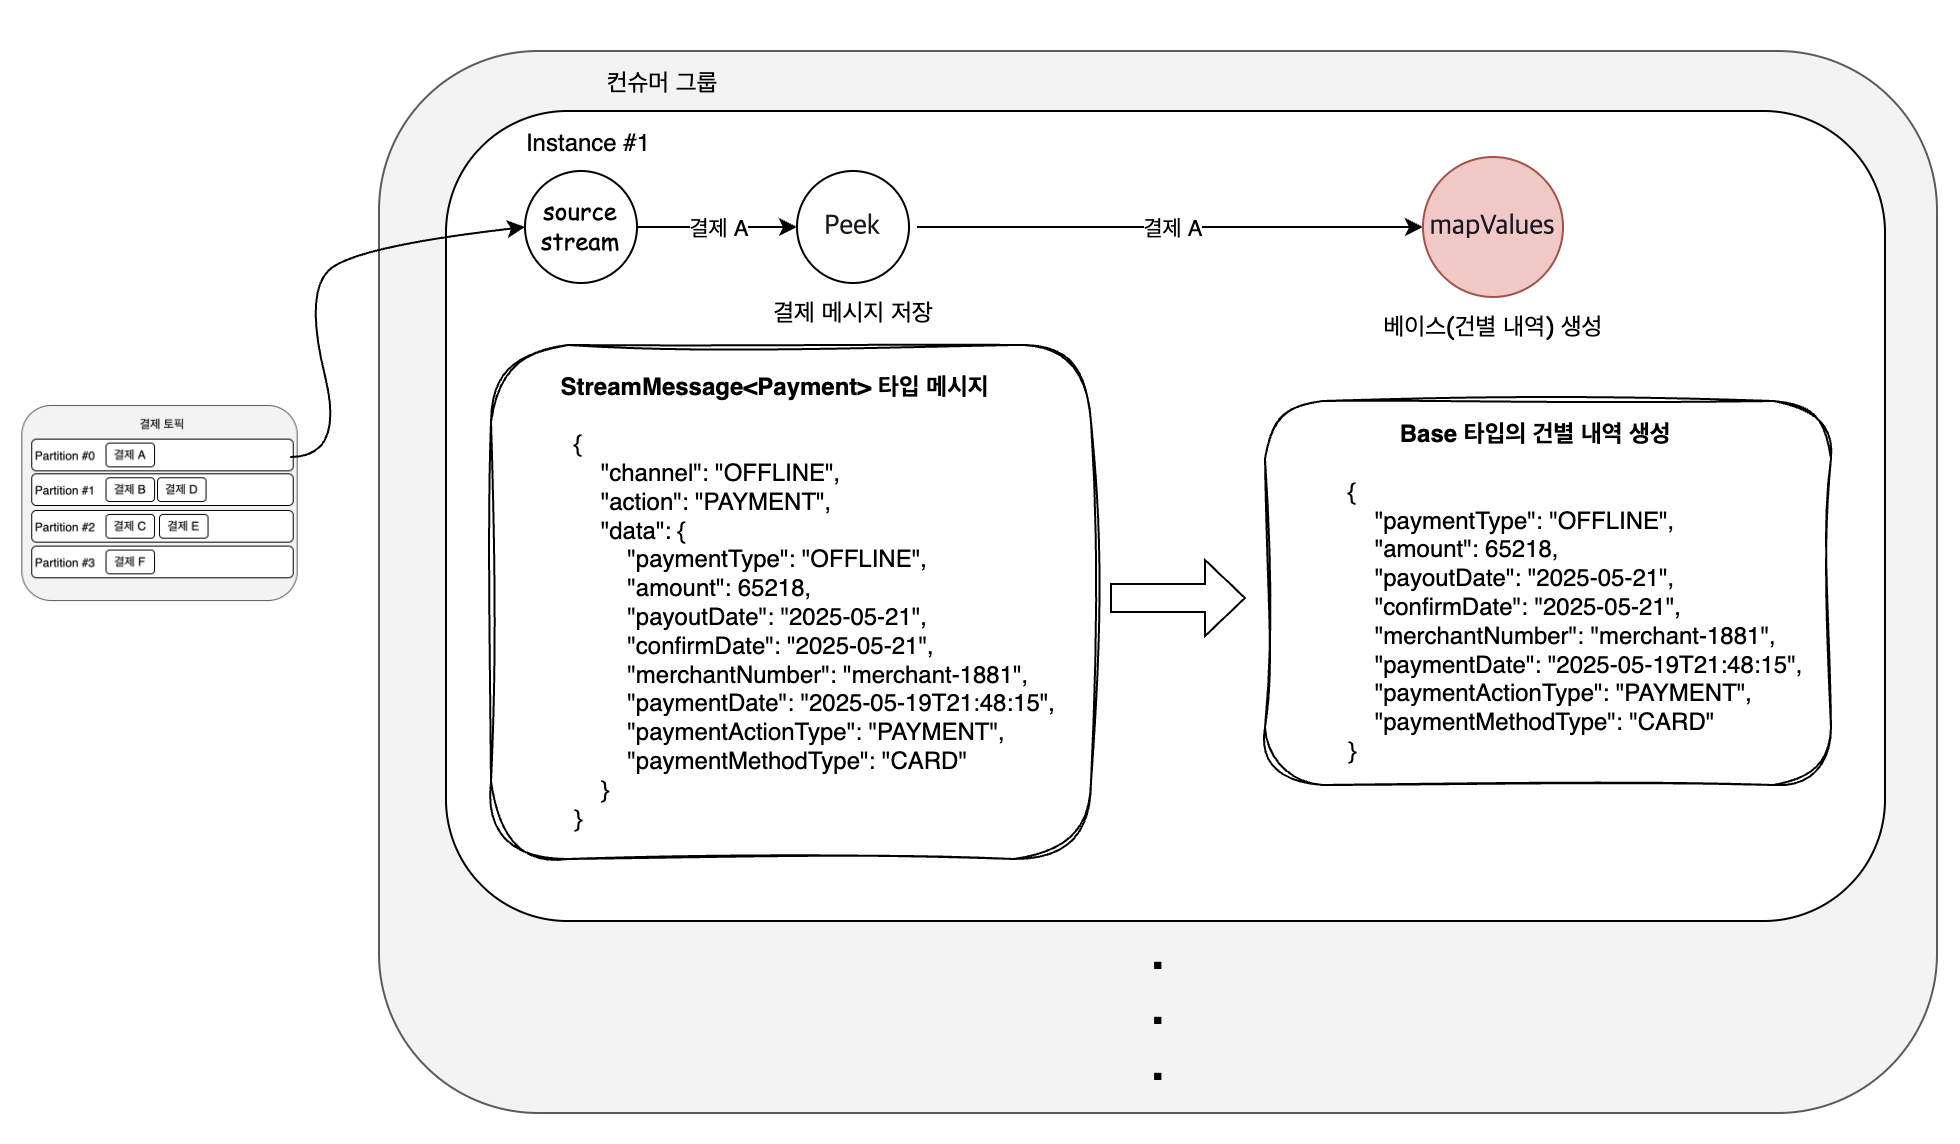 컨슈머 그룹
Instance #1
source
stream
결제 A
Peek
결제 A
mapValues
결제 메시지 저장
베이스(건별 내역) 생성
결제 토픽
Partition #0 결제 A
Partition #1 결제 B 결제 D
Partition #2 결제 C 결제 E
Partition #3 결제 F
StreamMessage<Payment> 타입 메시지
{
"channel": "OFFLINE",
"action": "PAYMENT",
"data": {
"paymentType": "OFFLINE",
"amount": 65218,
"payoutDate": "2025-05-21",
"confirmDate": "2025-05-21",
"merchantNumber": "merchant-1881",
"paymentDate": "2025-05-19T21:48:15",
"paymentActionType": "PAYMENT",
"paymentMethodType": "CARD"
}
}
Base 타입의 건별 내역 생성
{
"paymentType": "OFFLINE",
"amount": 65218,
"payoutDate": "2025-05-21",
"confirmDate": "2025-05-21",
"merchantNumber": "merchant-1881",
"paymentDate": "2025-05-19T21:48:15",
"paymentActionType": "PAYMENT",
"paymentMethodType": "CARD"
}